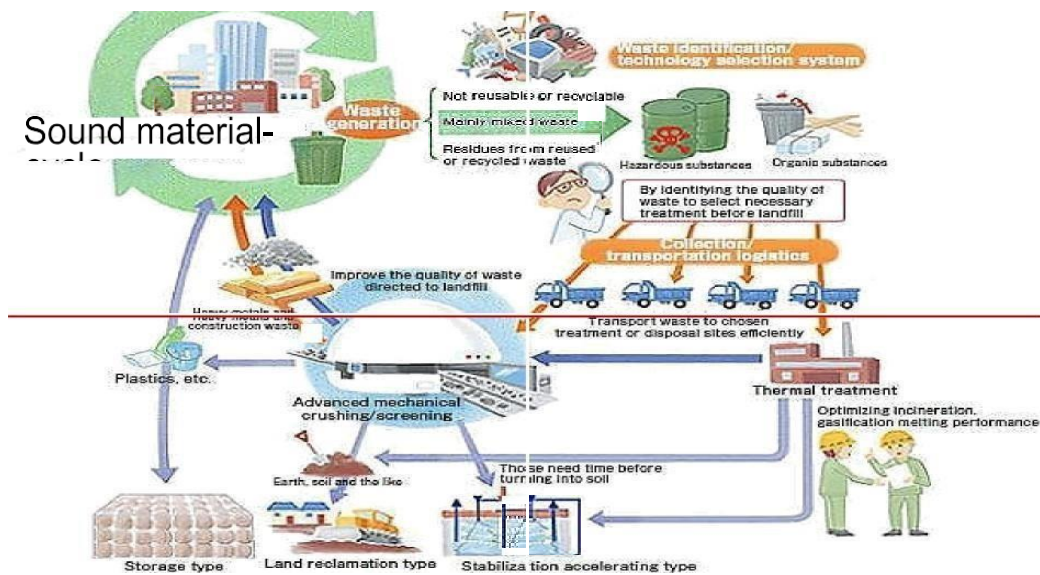 Waste identification/
technology selection system
Waste
generation
Not reusable or recyclable
Mainly mixed waste
Residues from reused
or recycled waste
Sound material-
Hazardous substances
Organic substances
By identifying the quality of
waste to select necessary
treatment before landfill
Collection/
transportation logistics
Improve the quality of waste
directed to landfill
Heavy metals and
construction waste
Transport waste to chosen
treatment or disposal sites efficiently
Plastics, etc.
Thermal treatment
Advanced mechanical
crushing/screening
Optimizing incineration,
gasification melting performance
Those need time before
turning into soil
Earth, soil and the like
Storage type
Land reclamation type
Stabilization accelerating type